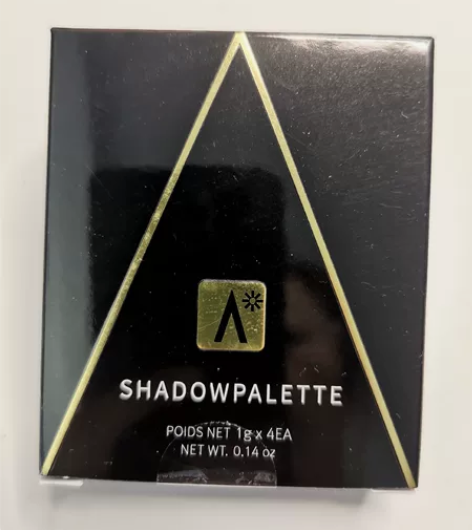 SHADOWPALETTE
POIDS NET 1g x 4EA
NET WT. 0.14 oz